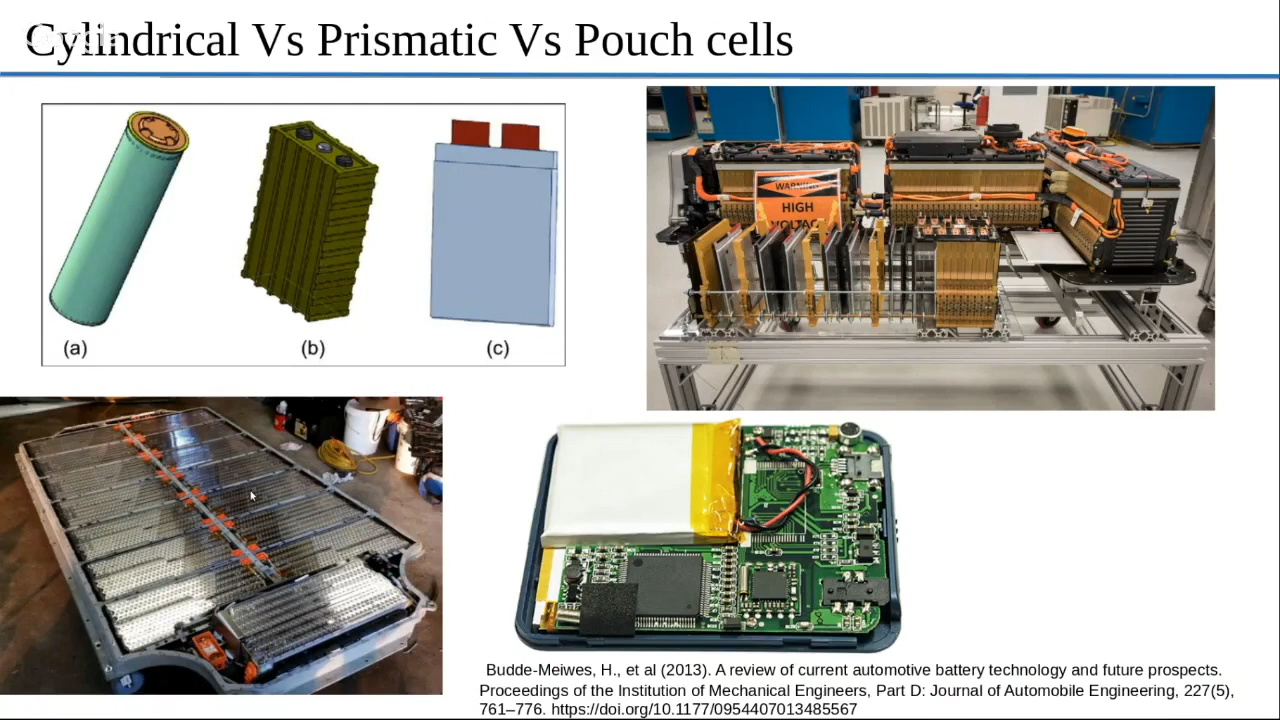 Cylindrical Vs Prismatic Vs Pouch cells
(a) (b) (c)
WARNING
HIGH
VOLTAGE
Budde-Meiwes, H., et al (2013). A review of current automotive battery technology and future prospects.
Proceedings of the Institution of Mechanical Engineers, Part D: Journal of Automobile Engineering, 227(5),
761–776. https://doi.org/10.1177/0954407013485567